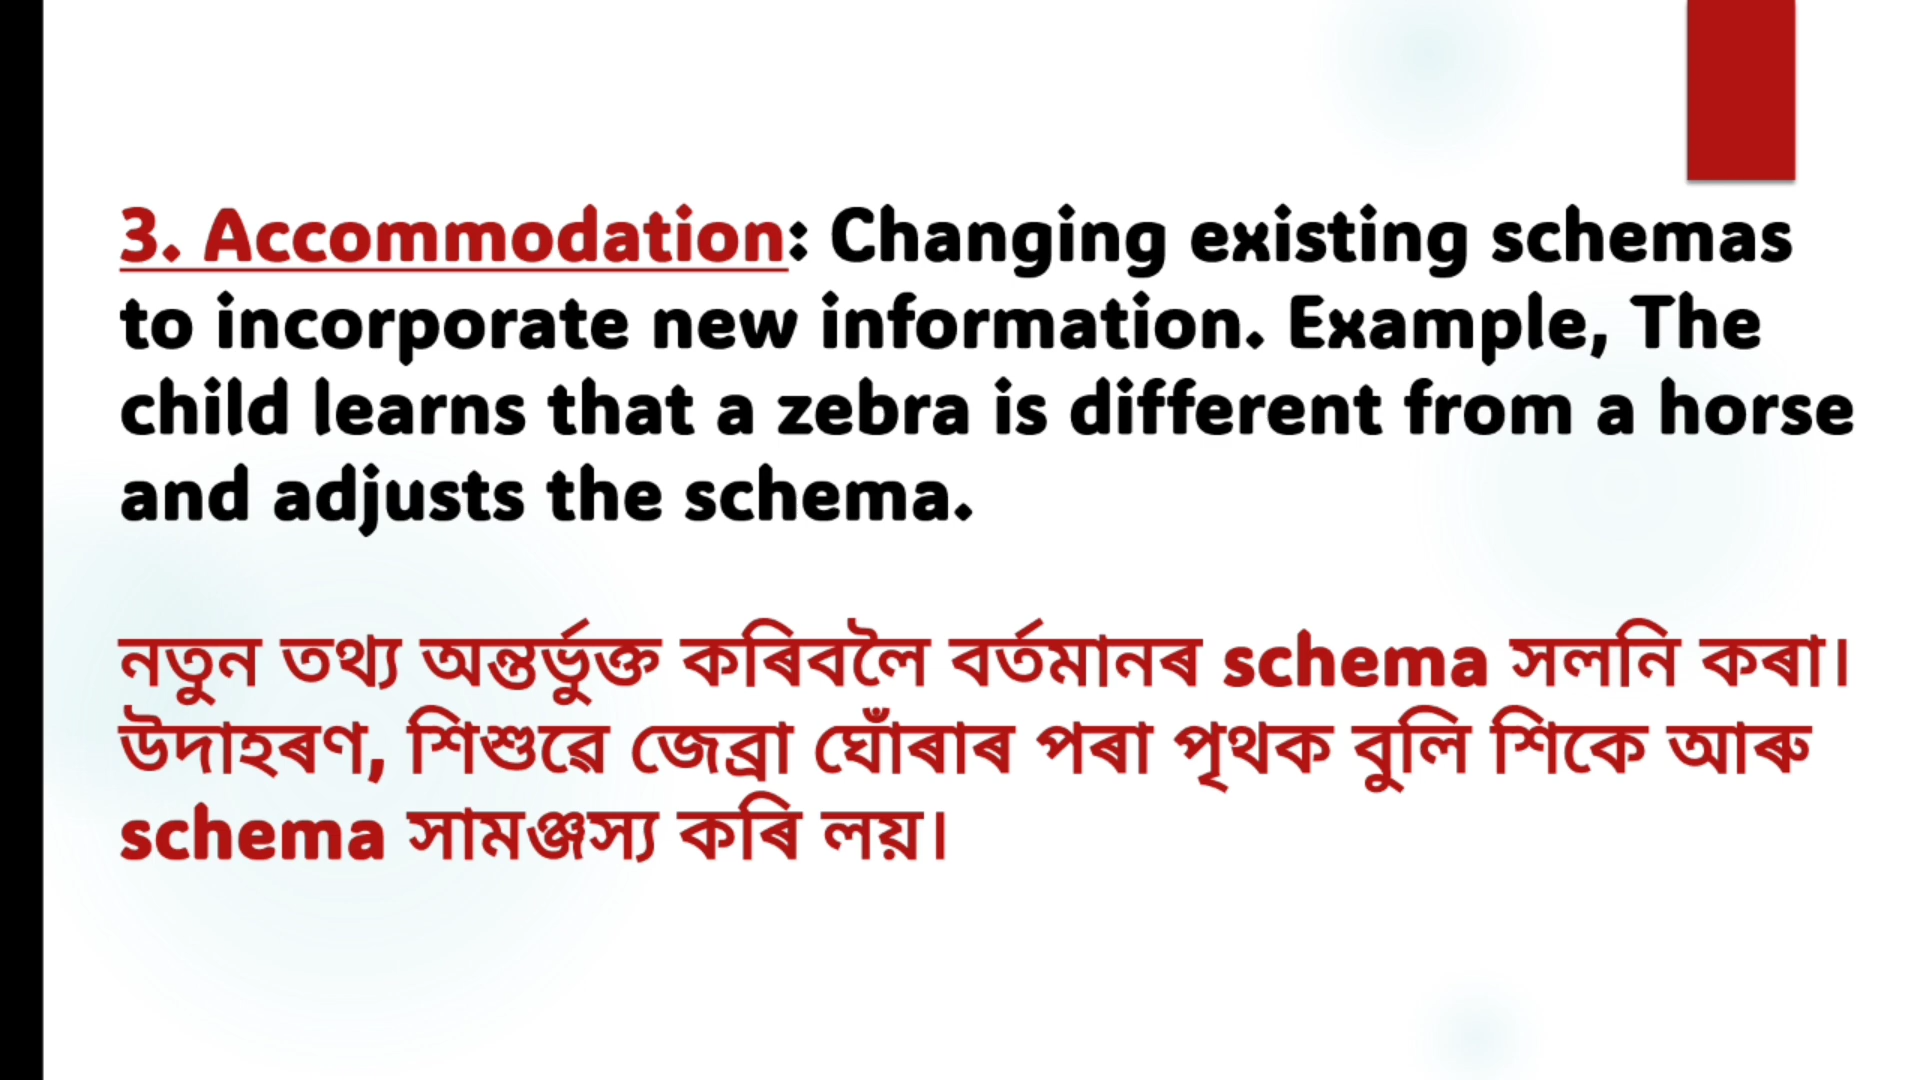 3. Accommodation: Changing existing schemas
to incorporate new information. Example, The
child learns that a zebra is different from a horse
and adjusts the schema.
নতুন তথ্য অন্তৰ্ভুক্ত কৰিবলৈ বৰ্তমানৰ schema সলনি কৰা।
উদাহৰণ, শিশুৱে জেব্ৰা ঘোঁৰাৰ পৰা পৃথক বুলি শিকে আৰু
schema সামঞ্জস্য কৰি লয়।